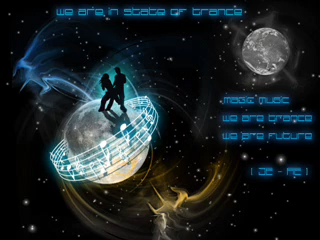 WE ARE IN STATE OF TRANCE
MAGIC MUSIC
WE ARE TRANCE
WE ARE FUTURE